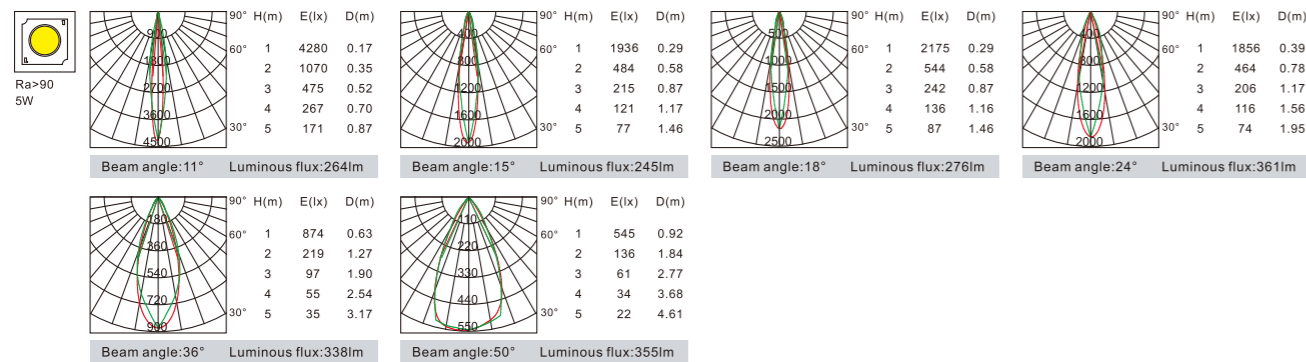 Ra>90
5W
90° H(m) E(lx) D(m)
900
60° 1 4280 0.17
1800
2 1070 0.35
2700
3 475 0.52
3600
4 267 0.70
30° 5 171 0.87
4500
Beam angle:11° Luminous flux:264lm
90° H(m) E(lx) D(m)
400
60° 1 1936 0.29
800
2 484 0.58
1200
3 215 0.87
1600
4 121 1.17
30° 5 77 1.46
2000
Beam angle:15° Luminous flux:245lm
90° H(m) E(lx) D(m)
500
60° 1 2175 0.29
1000
2 544 0.58
1500
3 242 0.87
2000
4 136 1.16
30° 5 87 1.46
2500
Beam angle:18° Luminous flux:276lm
90° H(m) E(lx) D(m)
400
60° 1 1856 0.39
800
2 464 0.78
1200
3 206 1.17
1600
4 116 1.56
30° 5 74 1.95
2000
Beam angle:24° Luminous flux:361lm
90° H(m) E(lx) D(m)
180
60° 1 874 0.63
360
2 219 1.27
540
3 97 1.90
720
4 55 2.54
30° 5 35 3.17
900
Beam angle:36° Luminous flux:338lm
90° H(m) E(lx) D(m)
110
60° 1 545 0.92
220
2 136 1.84
330
3 61 2.77
440
4 34 3.68
30° 5 22 4.61
550
Beam angle:50° Luminous flux:355lm